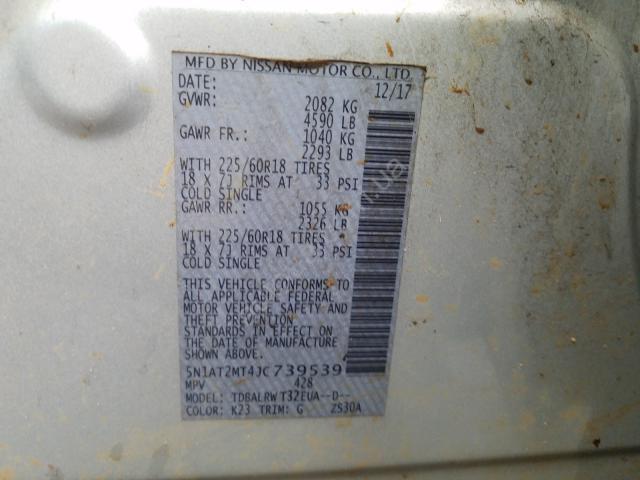 MFD BY NISSAN MOTOR CO., LTD.
DATE: 12/17
GVWR: 2082 KG
4590 LB
GAWR FR.: 1040 KG
2293 LB
WITH 225/60R18 TIRES
18 X 7J RIMS AT 33 PSI
COLD SINGLE
GAWR RR.: 1055 KG
2326 LB
WITH 225/60R18 TIRES
18 X 7J RIMS AT 33 PSI
COLD SINGLE
THIS VEHICLE CONFORMS TO
ALL APPLICABLE FEDERAL
MOTOR VEHICLE SAFETY AND
THEFT PREVENTION
STANDARDS IN EFFECT ON
THE DATE OF MANUFACTURE
SHOWN ABOVE.
5N1AT2MT4JC739539
MPV 428
MODEL: TDBALRWT32EUA--D--
COLOR: K23 TRIM: G ZS30A